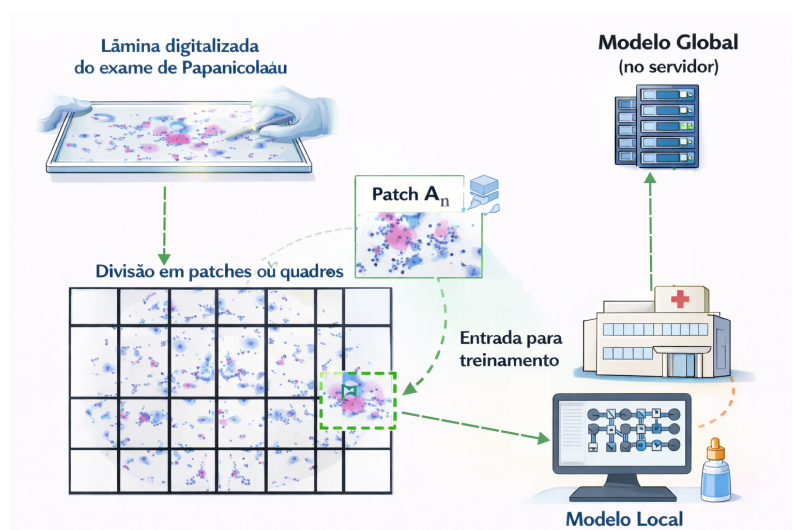 Lâmina digitalizada
do exame de Papanicolaáu
Modelo Global
(no servidor)
Patch An
Divisão em patches ou quadros
Entrada para
treinamento
Modelo Local